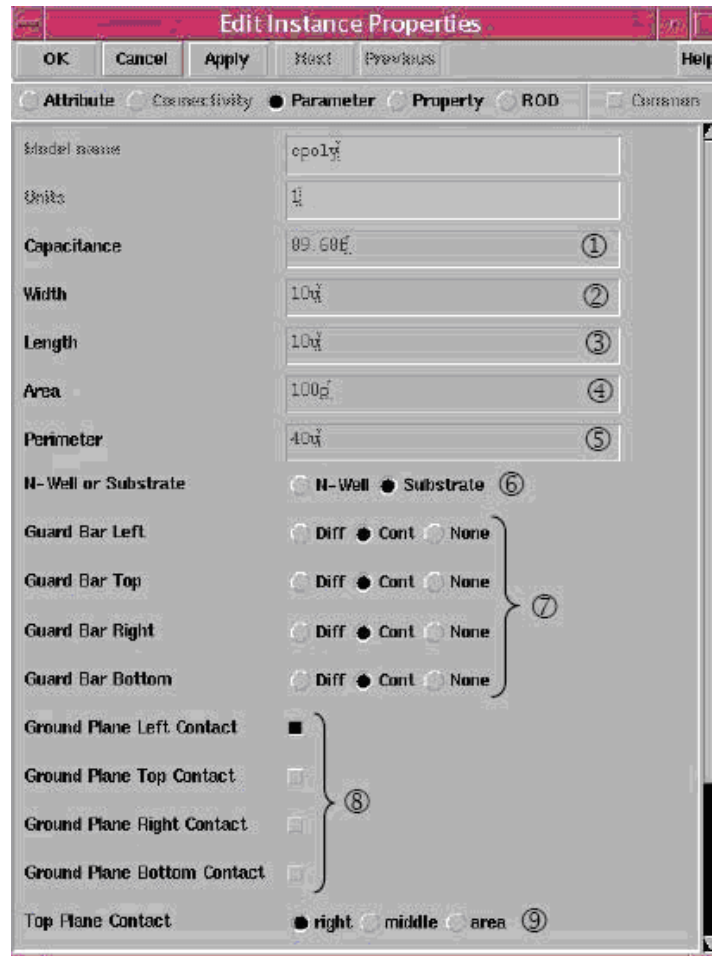 Edit Instance Properties
OK Cancel Apply Next Previous Help
Attribute Connectivity Parameter Property ROD Common
Model name cpoly
Units 1
Capacitance 89.68f ①
Width 10u ②
Length 10u ③
Area 100p ④
Perimeter 40u ⑤
N-Well or Substrate N-Well Substrate ⑥
Guard Bar Left Diff Cont None
Guard Bar Top Diff Cont None
Guard Bar Right Diff Cont None
⑦
Guard Bar Bottom Diff Cont None
Ground Plane Left Contact
Ground Plane Top Contact
⑧
Ground Plane Right Contact
Ground Plane Bottom Contact
Top Plane Contact right middle area ⑨